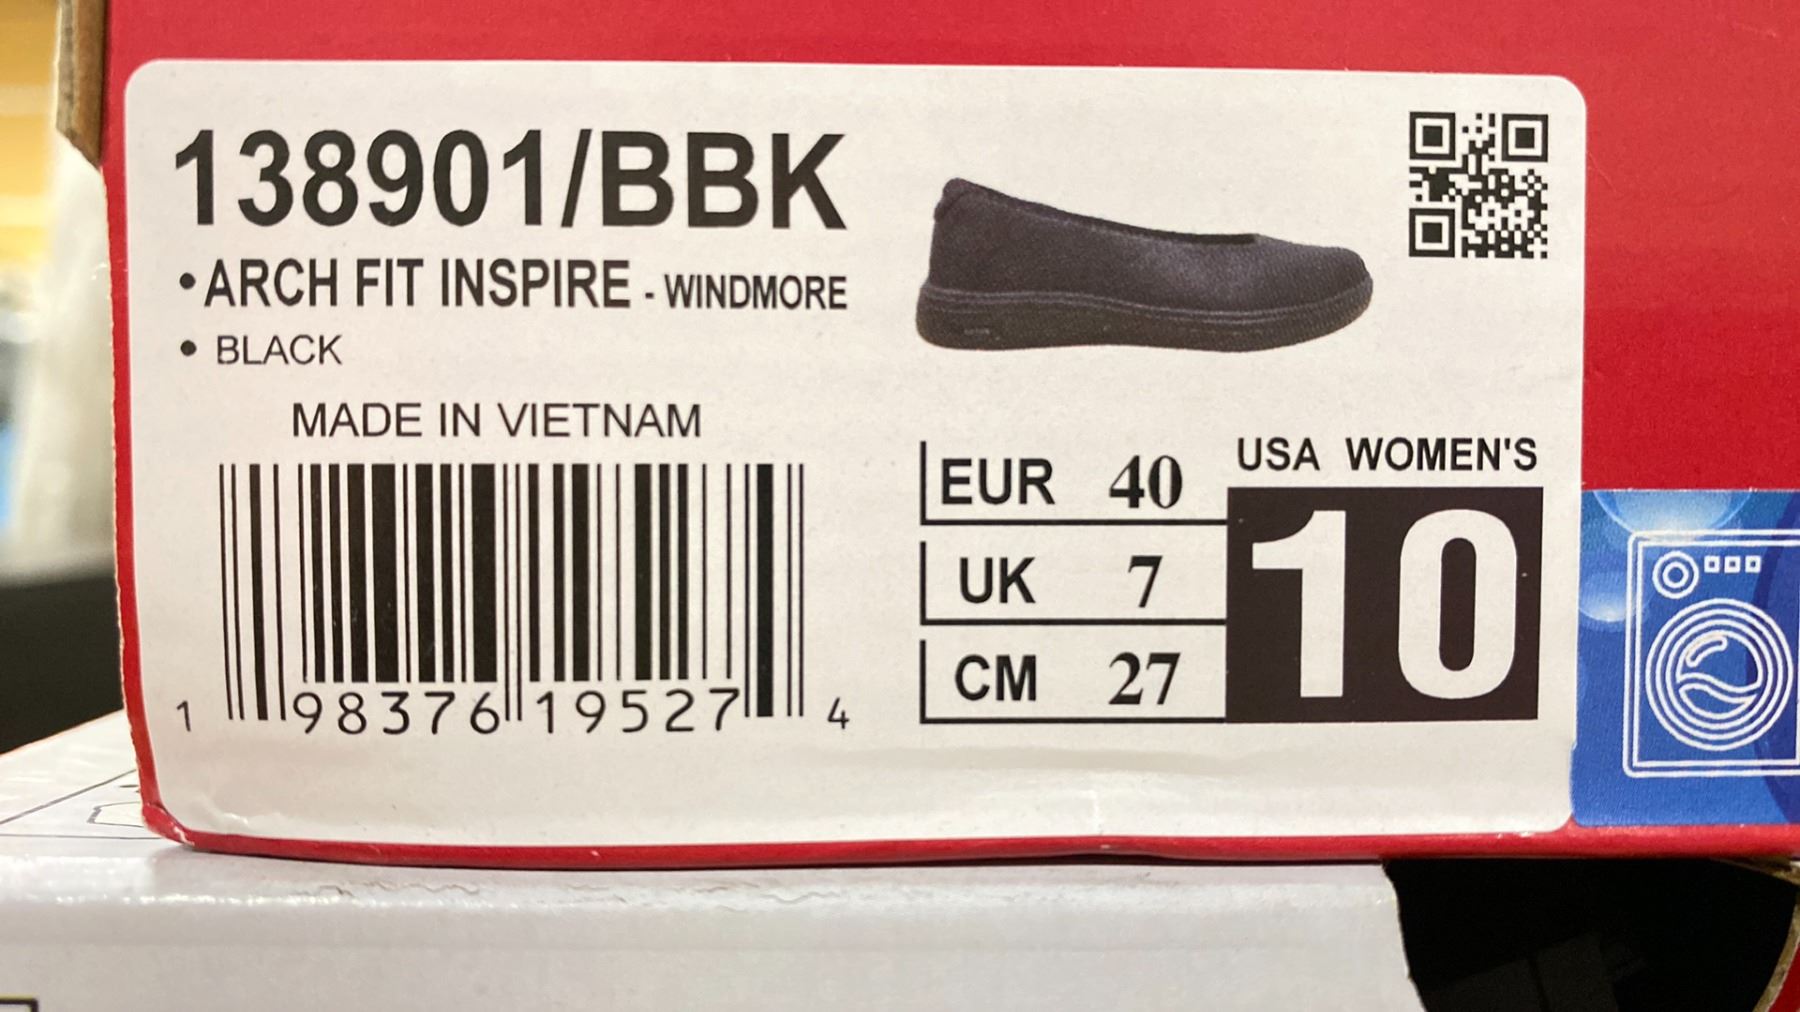 138901/BBK
• ARCH FIT INSPIRE - WINDMORE
• BLACK
MADE IN VIETNAM
1 98376 19527 4
EUR 40
UK 7
CM 27
USA WOMEN'S
10